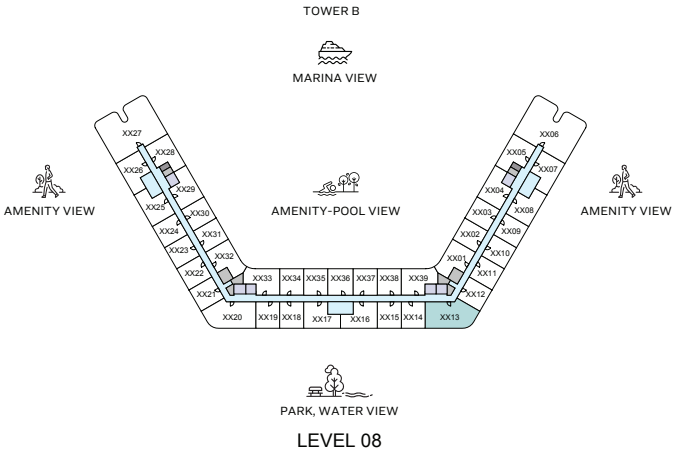 TOWER B
MARINA VIEW
XX27
XX06
XX28
XX05
XX26
XX07
XX29
XX04
AMENITY VIEW
AMENITY-POOL VIEW
AMENITY VIEW
XX25
XX30
XX03
XX08
XX24
XX31
XX02
XX09
XX23
XX32
XX01
XX10
XX22
XX33
XX34
XX35
XX36
XX37
XX38
XX39
XX11
XX21
XX12
XX20
XX19
XX18
XX17
XX16
XX15
XX14
XX13
PARK, WATER VIEW
LEVEL 08